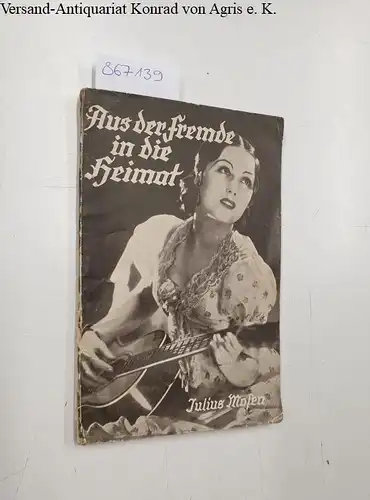 Versand-Antiquariat Konrad von Agris e. K.
867139
Aus der Fremde
in die
Heimat
Julius Mosen